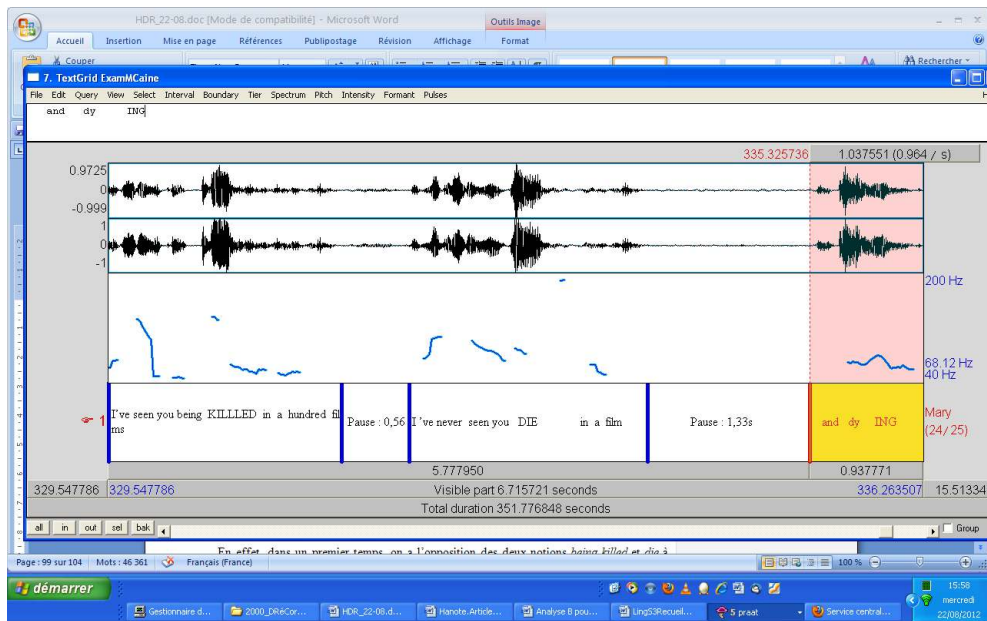 HDR_22-08.doc [Mode de compatibilité] - Microsoft Word
Outils Image
Accueil Insertion Mise en page Références Publipostage Révision Affichage Format
Couper
Rechercher
7. TextGrid ExamMCaine
File Edit Query View Select Interval Boundary Tier Spectrum Pitch Intensity Formant Pulses H
and dy ING
335.325736 1.037551 (0.964 / s)
0.9725
0
-0.999
1
0
-1
200 Hz
68.12 Hz
40 Hz
1
I've seen you being KILLLED in a hundred fil
ms
Pause : 0,56
I 've never seen you DIE in a film
Pause : 1,33s
and dy ING
Mary
(24/25)
5.777950 0.937771
329.547786 329.547786 Visible part 6.715721 seconds 336.263507 15.51334
Total duration 351.776848 seconds
all in out sel bak Group
En effet, dans un premier temps, on a l'opposition des deux notions being killed et die à
Page : 99 sur 104 Mots : 46 361 Français (France) 100 %
démarrer
15:58
Gestionnaire d... 2000_DRéCor... HDR_22-08.d... Hanote.Article... Analyse B pou... LingS3Recueil... 5 praat Service central...
mercredi
22/08/2012